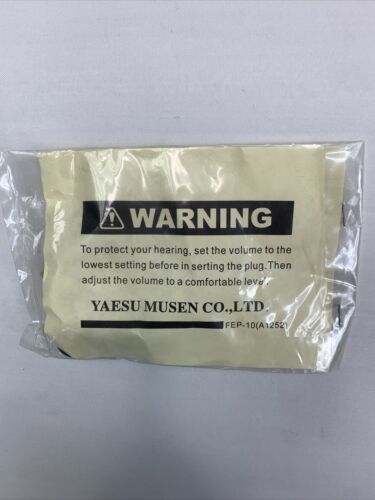 WARNING
To protect your hearing, set the volume to the
lowest setting before in serting the plug.Then
adjust the volume to a comfortable level.
YAESU MUSEN CO.,LTD.
FEP-10(A1252)